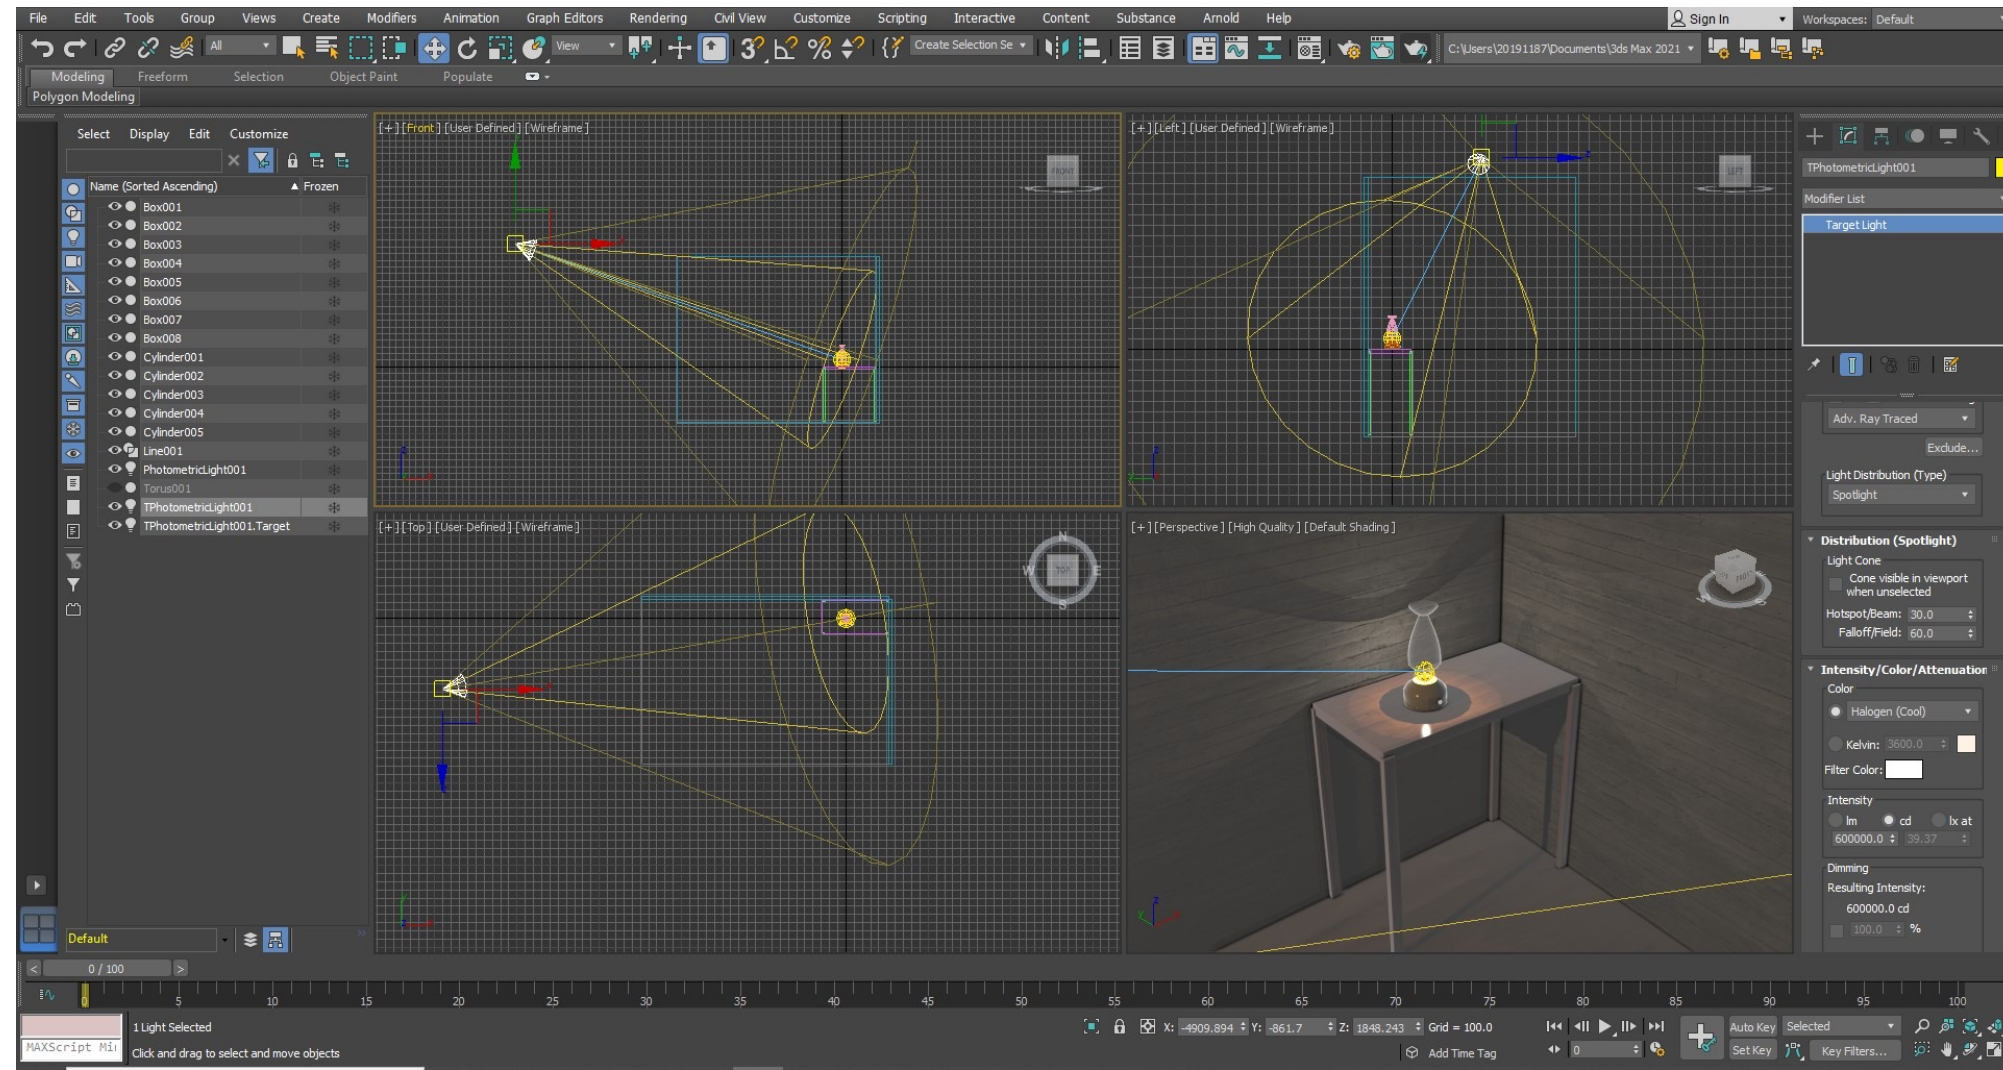 File Edit Tools Group Views Create Modifiers Animation Graph Editors Rendering Civil View Customize Scripting Interactive Content Substance Arnold Help Sign In Workspaces: Default
All View Create Selection Se C:\Users\20191187\Documents\3ds Max 2021
Modeling Freeform Selection Object Paint Populate
Polygon Modeling
Select Display Edit Customize
Name (Sorted Ascending) Frozen
Box001
Box002
Box003
Box004
Box005
Box006
Box007
Box008
Cylinder001
Cylinder002
Cylinder003
Cylinder004
Cylinder005
Line001
PhotometricLight001
Torus001
TPhotometricLight001
TPhotometricLight001.Target
Default
[+] [Front] [User Defined] [Wireframe]
FRONT
[+] [Left] [User Defined] [Wireframe]
LEFT
[+] [Top] [User Defined] [Wireframe]
N
W TOP E
S
[+] [Perspective] [High Quality] [Default Shading]
TPhotometricLight001
Modifier List
Target Light
Adv. Ray Traced
Exclude...
Light Distribution (Type)
Spotlight
Distribution (Spotlight)
Light Cone
Cone visible in viewport
when unselected
Hotspot/Beam: 30.0
Falloff/Field: 60.0
Intensity/Color/Attenuation
Color
Halogen (Cool)
Kelvin: 3600.0
Filter Color:
Intensity
lm cd lx at
600000.0 39.37
Dimming
Resulting Intensity:
600000.0 cd
100.0 %
0 / 100
0 5 10 15 20 25 30 35 40 45 50 55 60 65 70 75 80 85 90 95 100
1 Light Selected
X: -4909.894 Y: -861.7 Z: 1848.243 Grid = 100.0
Auto Key Selected
MAXScript Mi
Click and drag to select and move objects
Add Time Tag
0
Set Key Key Filters...